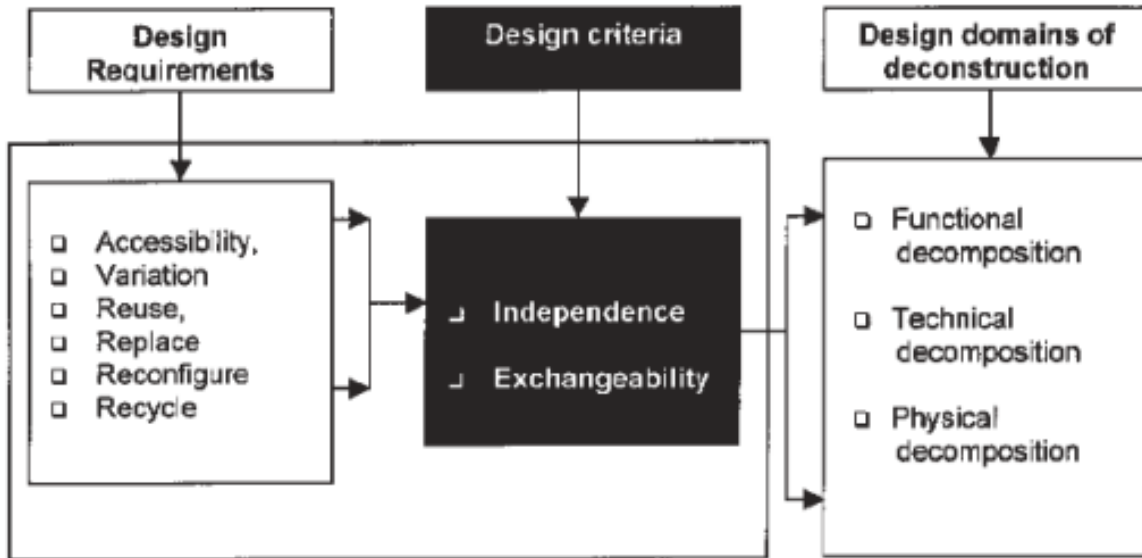 Design
Requirements
Design criteria
Design domains of
deconstruction
Accessibility,
Variation
Reuse,
Replace
Reconfigure
Recycle
Independence
Exchangeability
Functional
decomposition
Technical
decomposition
Physical
decomposition